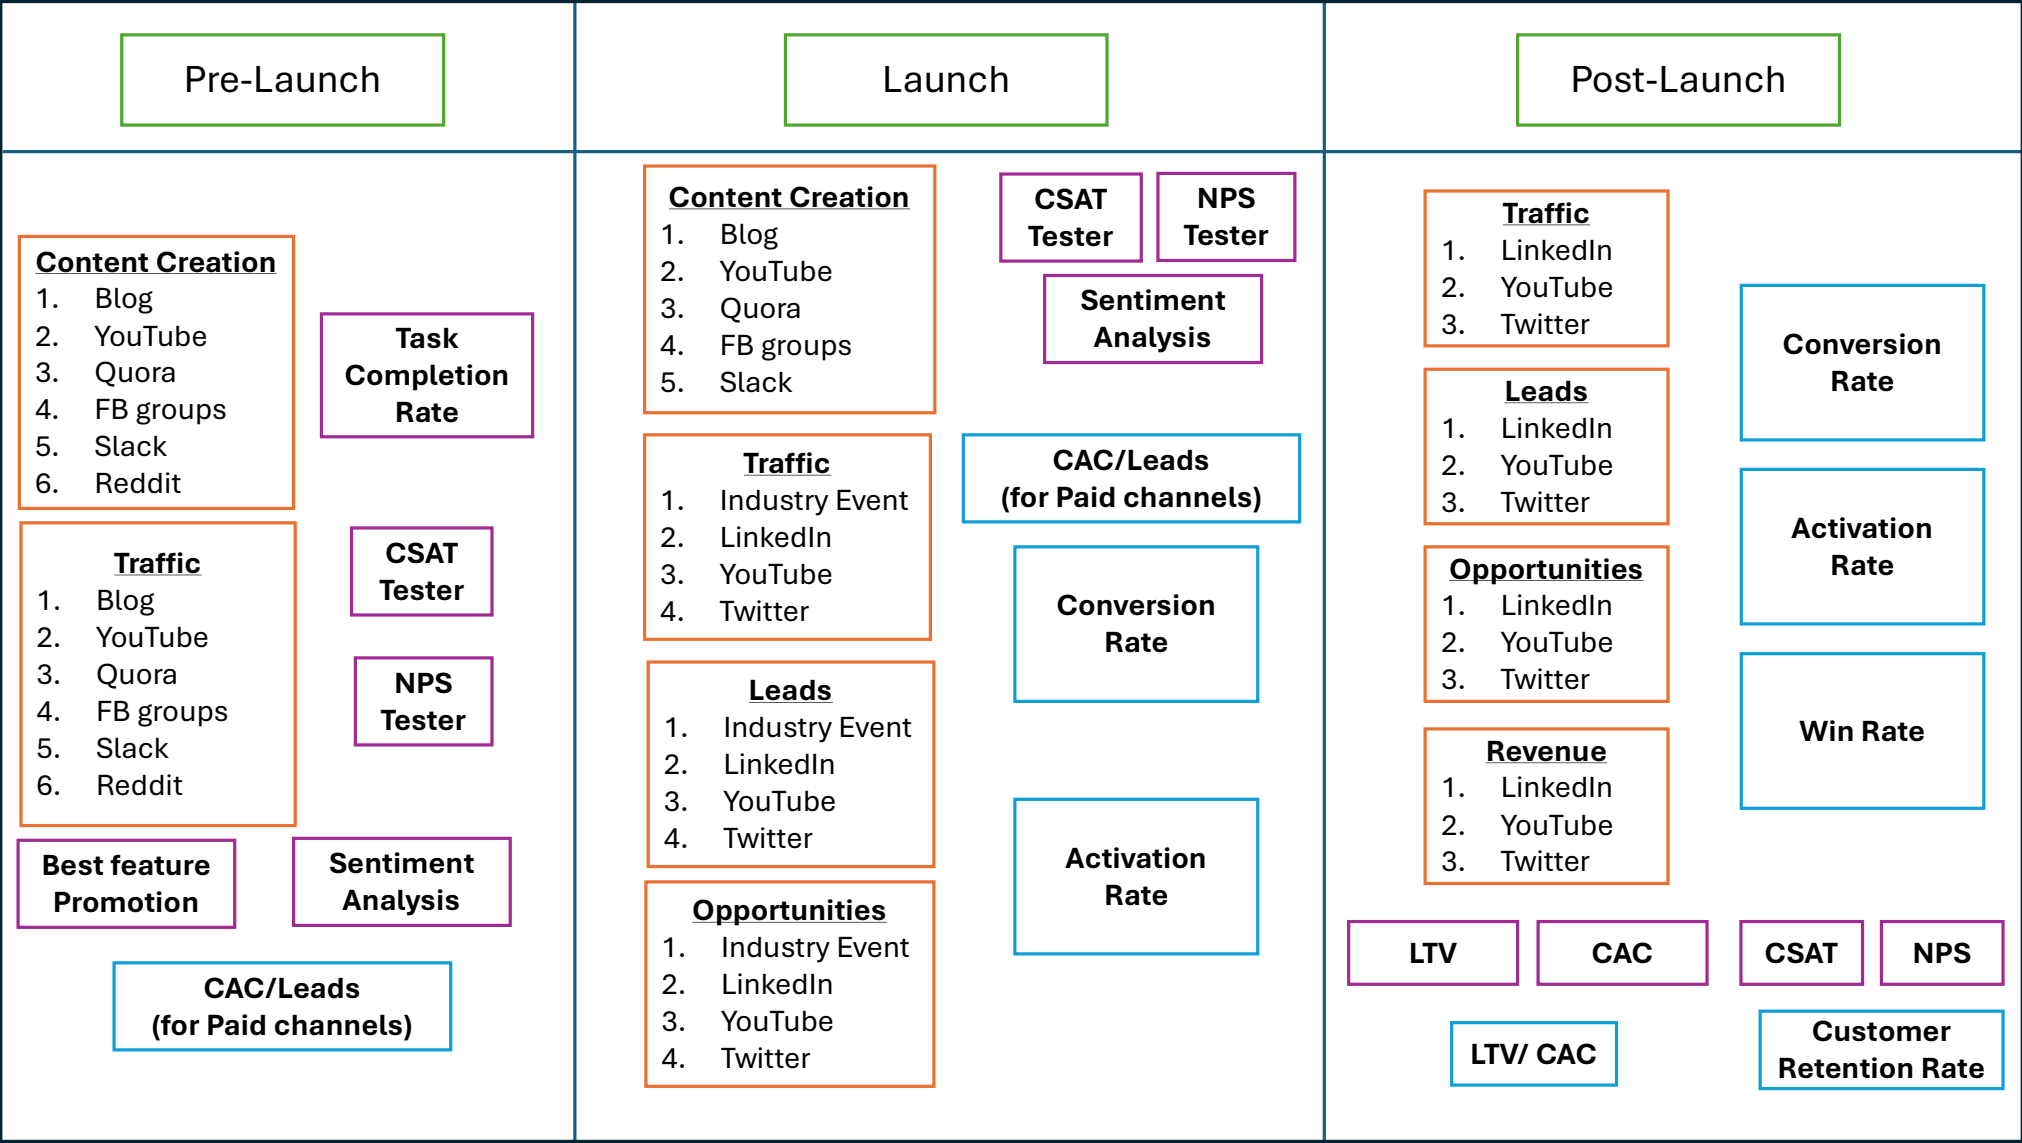 Pre-Launch
Launch
Post-Launch
Content Creation
1. Blog
2. YouTube
3. Quora
4. FB groups
5. Slack
6. Reddit
Task
Completion
Rate
Traffic
1. Blog
2. YouTube
3. Quora
4. FB groups
5. Slack
6. Reddit
CSAT
Tester
NPS
Tester
Best feature
Promotion
Sentiment
Analysis
CAC/Leads
(for Paid channels)
Content Creation
1. Blog
2. YouTube
3. Quora
4. FB groups
5. Slack
CSAT
Tester
NPS
Tester
Sentiment
Analysis
Traffic
1. Industry Event
2. LinkedIn
3. YouTube
4. Twitter
CAC/Leads
(for Paid channels)
Conversion
Rate
Leads
1. Industry Event
2. LinkedIn
3. YouTube
4. Twitter
Activation
Rate
Opportunities
1. Industry Event
2. LinkedIn
3. YouTube
4. Twitter
Traffic
1. LinkedIn
2. YouTube
3. Twitter
Conversion
Rate
Leads
1. LinkedIn
2. YouTube
3. Twitter
Activation
Rate
Opportunities
1. LinkedIn
2. YouTube
3. Twitter
Win Rate
Revenue
1. LinkedIn
2. YouTube
3. Twitter
LTV
CAC
CSAT
NPS
LTV/ CAC
Customer
Retention Rate